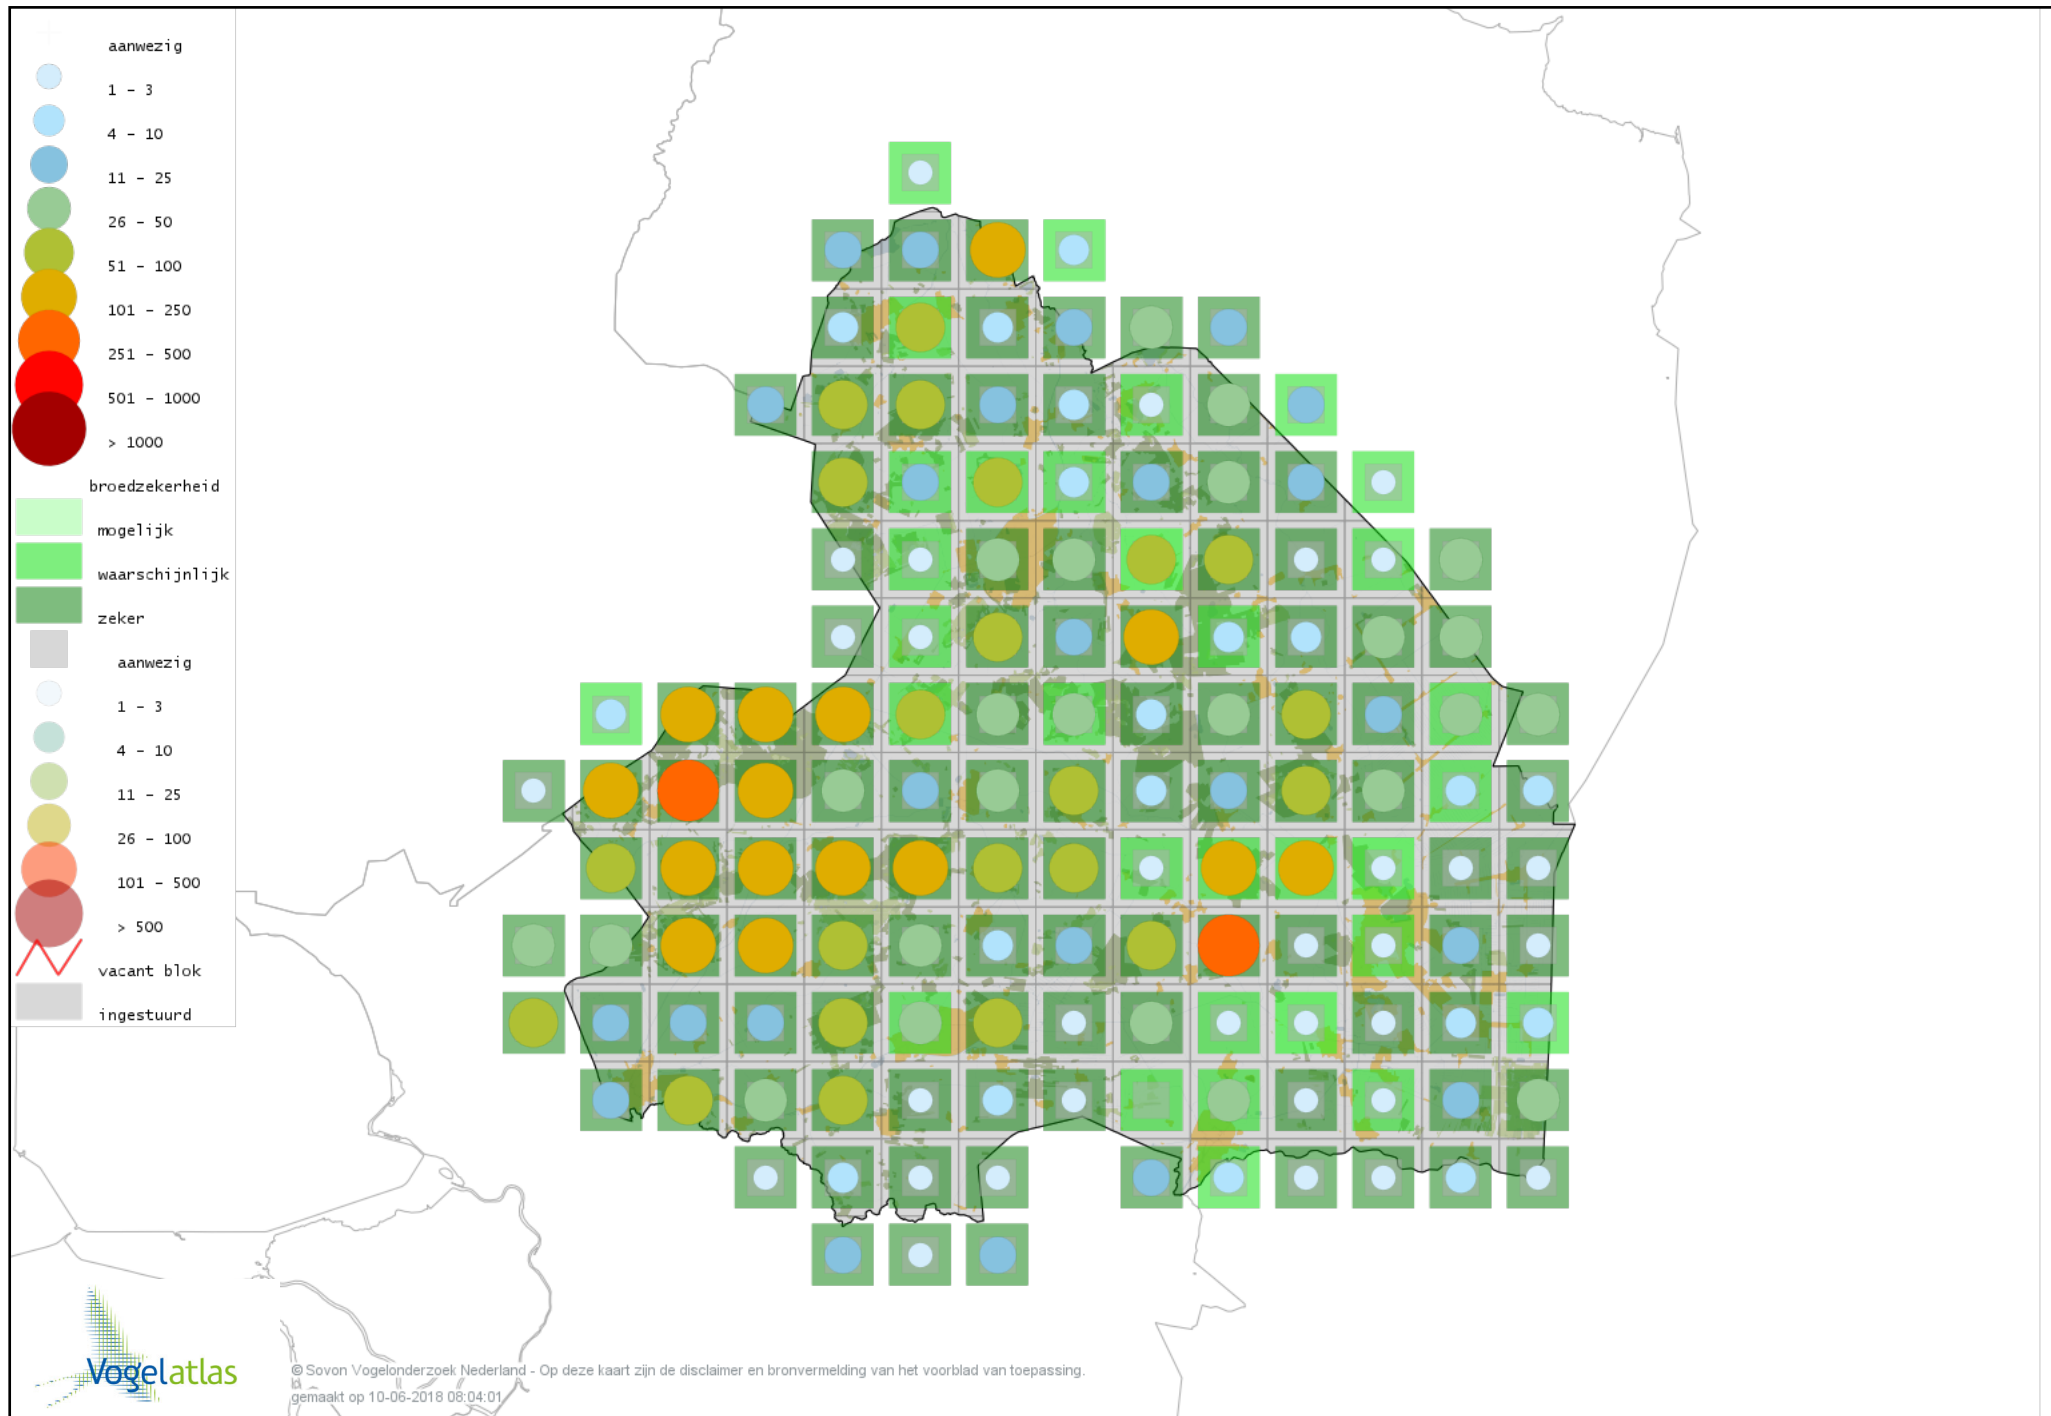 aanwezig
1 - 3
4 - 10
11 - 25
26 - 50
51 - 100
101 - 250
251 - 500
501 - 1000
> 1000
broedzekerheid
mogelijk
waarschijnlijk
zeker
aanwezig
1 - 3
4 - 10
11 - 25
26 - 100
101 - 500
> 500
vacant blok
ingestuurd
Vogelatlas
© Sovon Vogelonderzoek Nederland - Op deze kaart zijn de disclaimer en bronvermelding van het voorblad van toepassing.
gemaakt op 10-06-2018 08:04:01